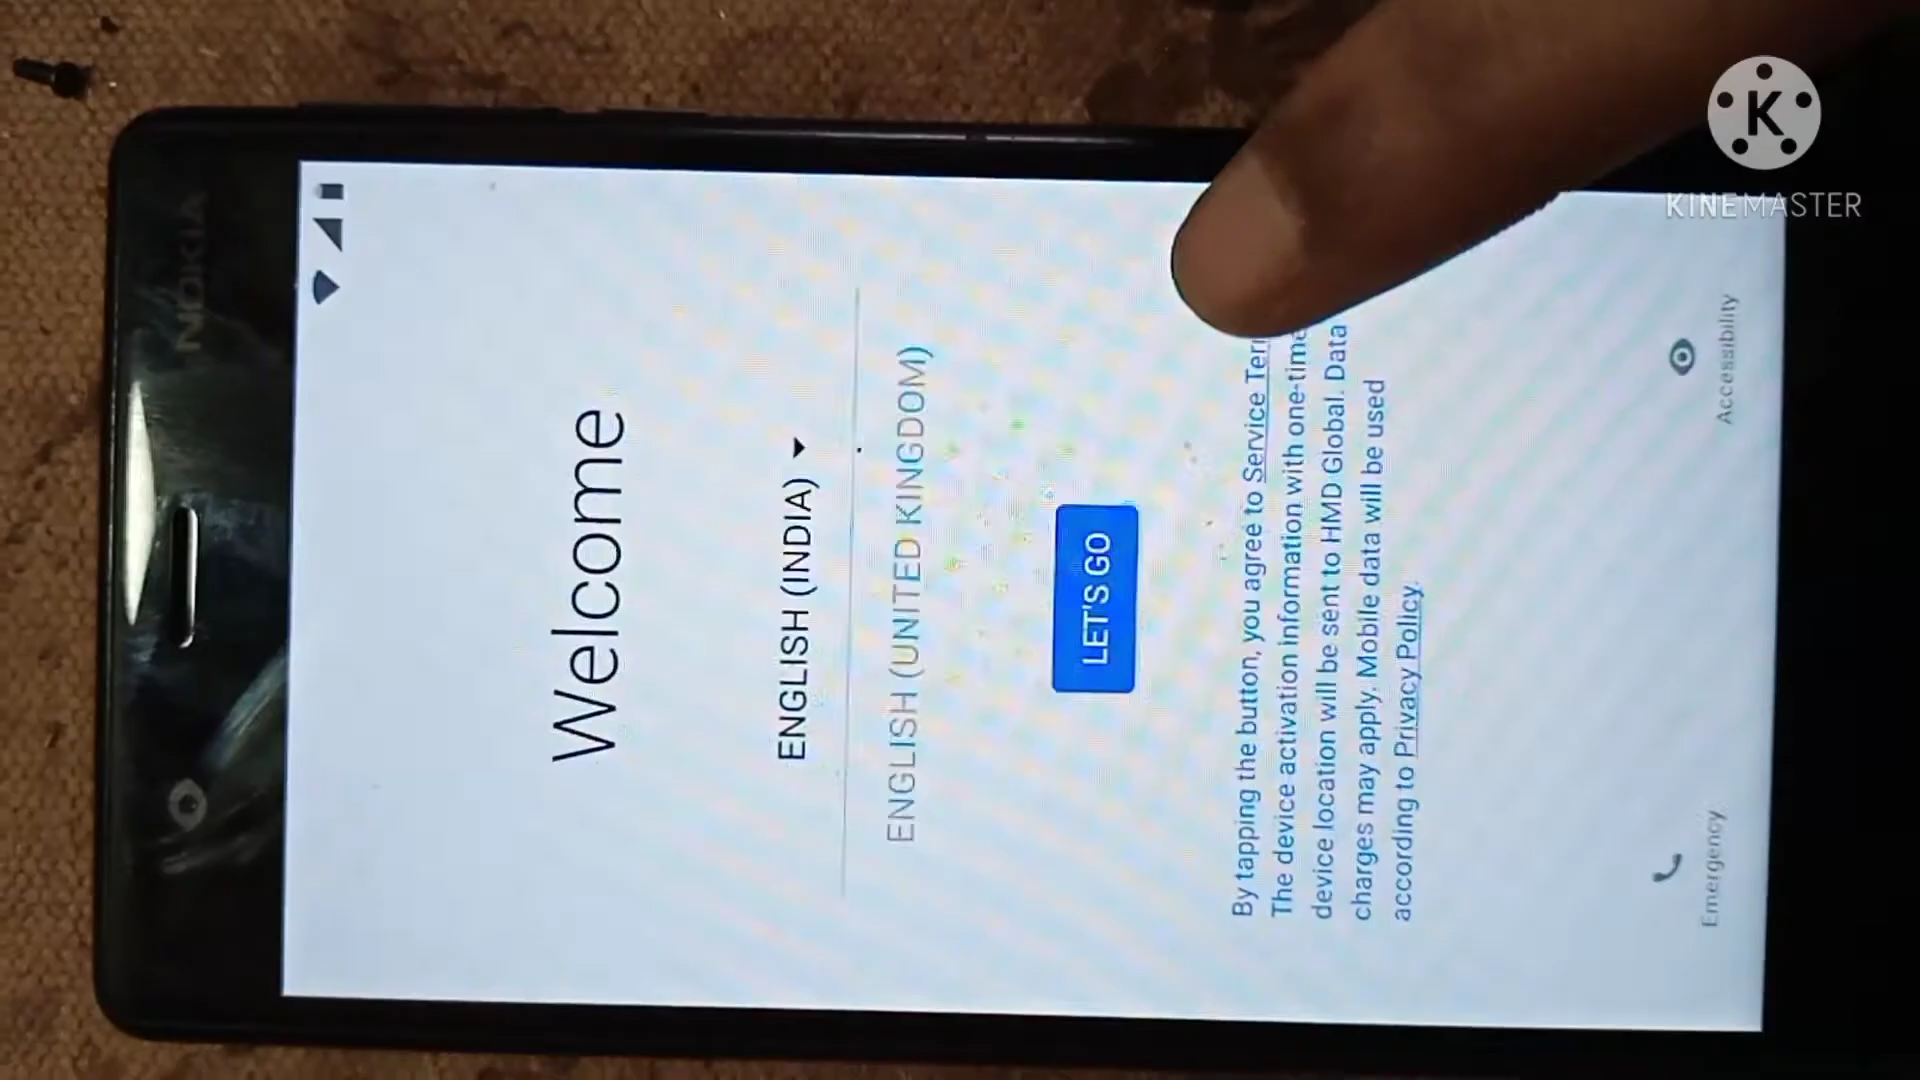 NOKIA
Welcome
ENGLISH (INDIA)
ENGLISH (UNITED KINGDOM)
LET'S GO
By tapping the button, you agree to Service
The device activation information with one-time
device location will be sent to HMD Global. Data
charges may apply. Mobile data will be used
according to Privacy Policy.
Emergency
Accessibility
K
KINEMASTER